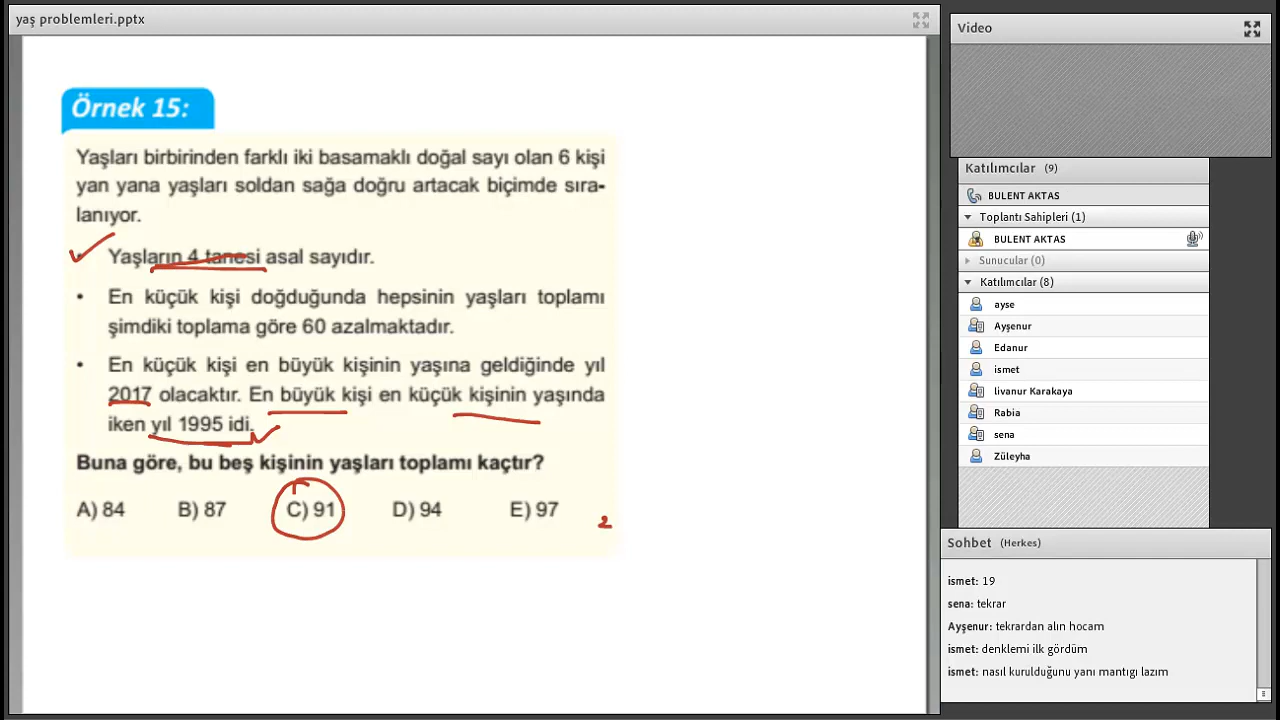 yaş problemleri.pptx
Örnek 15:
Yaşları birbirinden farklı iki basamaklı doğal sayı olan 6 kişi
yan yana yaşları soldan sağa doğru artacak biçimde sıra-
lanıyor.
• Yaşların 4 tanesi asal sayıdır.
• En küçük kişi doğduğunda hepsinin yaşları toplamı
şimdiki toplama göre 60 azalmaktadır.
• En küçük kişi en büyük kişinin yaşına geldiğinde yıl
2017 olacaktır. En büyük kişi en küçük kişinin yaşında
iken yıl 1995 idi.
Buna göre, bu beş kişinin yaşları toplamı kaçtır?
A) 84 B) 87 C) 91 D) 94 E) 97
2
Video
Katılımcılar (9)
BULENT AKTAS
Toplantı Sahipleri (1)
BULENT AKTAS
Sunucular (0)
Katılımcılar (8)
ayse
Ayşenur
Edanur
ismet
livanur Karakaya
Rabia
sena
Züleyha
Sohbet (Herkes)
ismet: 19
sena: tekrar
Ayşenur: tekrardan alın hocam
ismet: denklemi ilk gördüm
ismet: nasıl kurulduğunu yanı mantıgı lazım